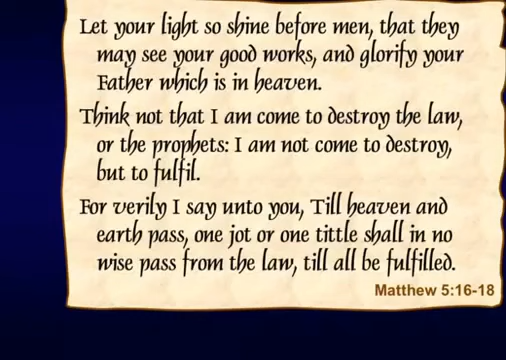 Let your light so shine before men, that they
may see your good works, and glorify your
Father which is in heaven.
Think not that I am come to destroy the law,
or the prophets: I am not come to destroy,
but to fulfil.
For verily I say unto you, Till heaven and
earth pass, one jot or one tittle shall in no
wise pass from the law, till all be fulfilled.
Matthew 5:16-18